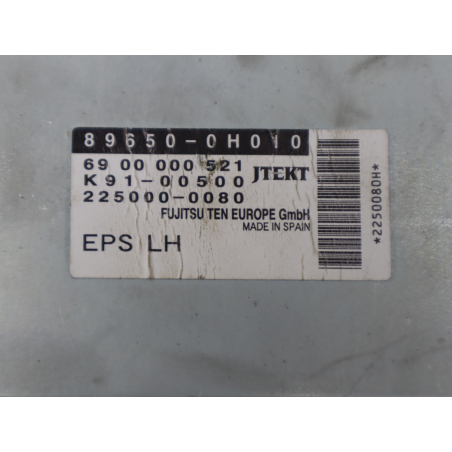 89650-0H010
69 00 000 521
K91-00500 JTEKT
225000-0080
FUJITSU TEN EUROPE GmbH
MADE IN SPAIN
EPS LH
*2250080H*